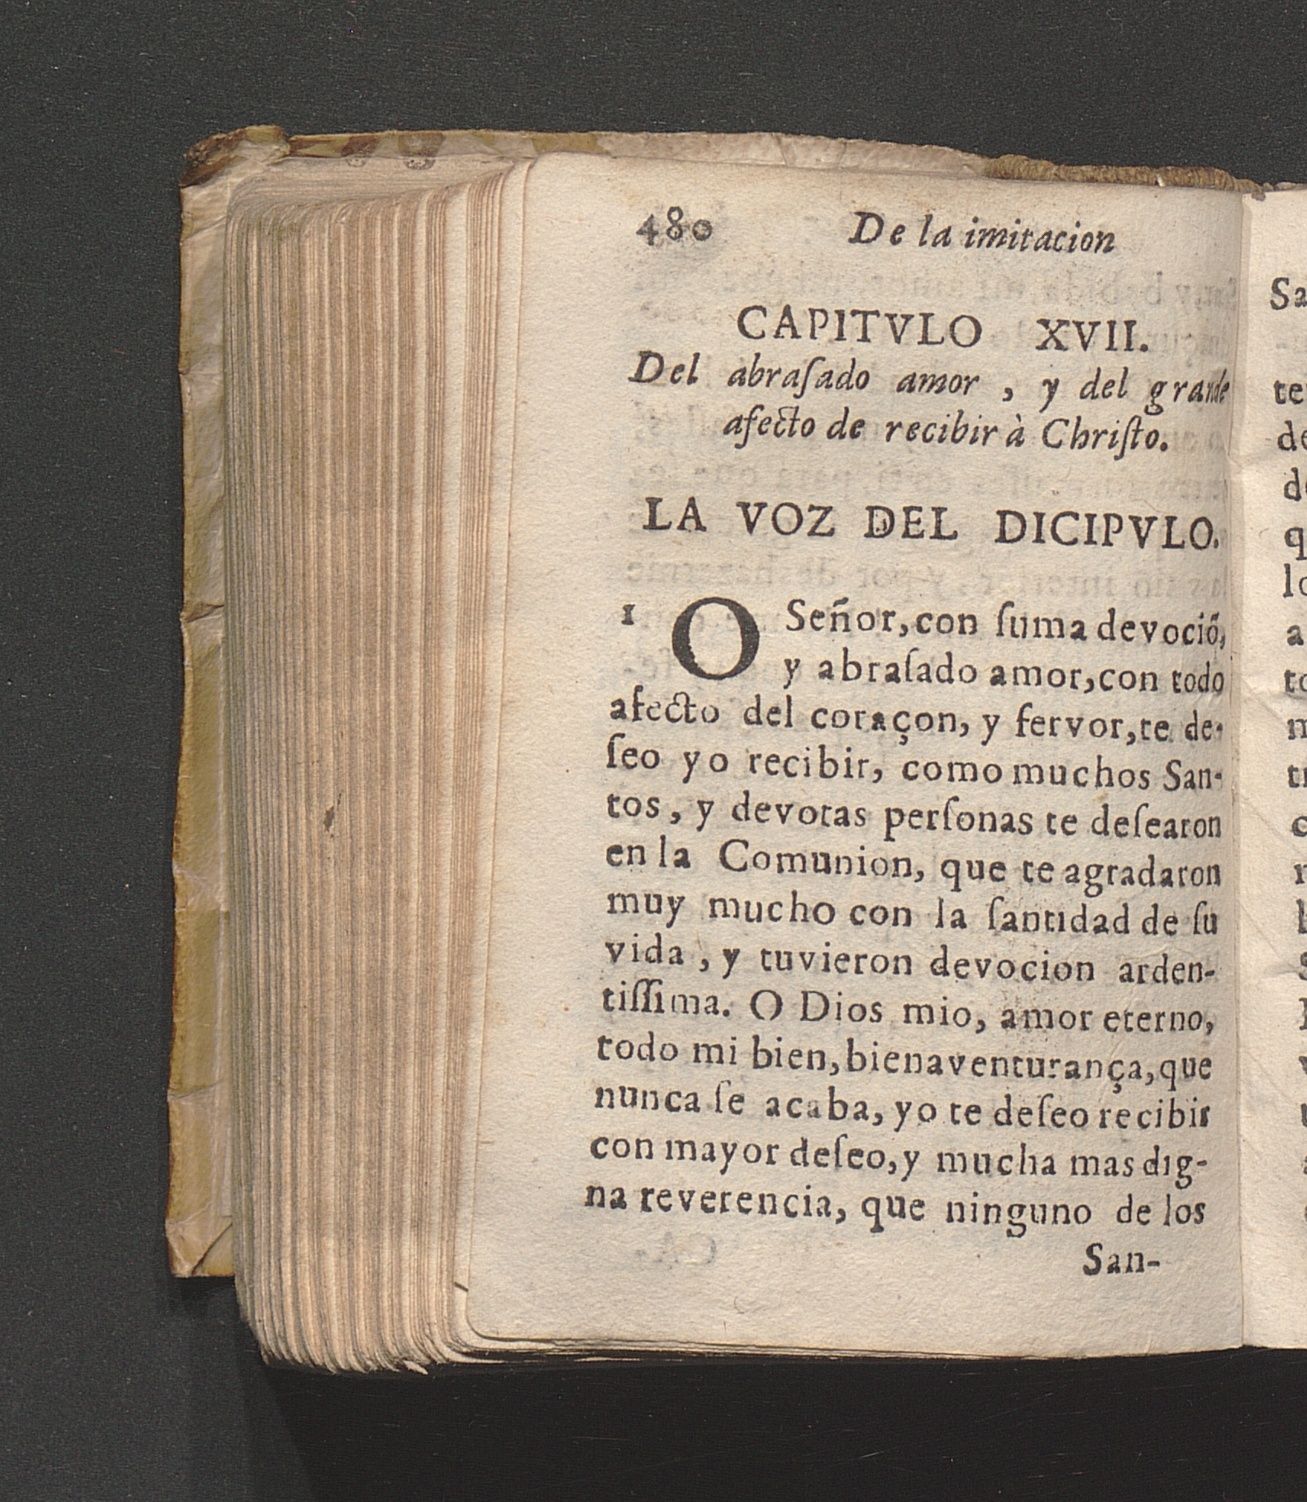 480 De la imitacion
CAPITVLO XVII.
Del abraſado amor, y del grande
afecto de recibir à Chriſto.
LA VOZ DEL DICIPVLO.
1 O Señor, con ſuma devociõ,
y abraſado amor, con todo
afecto del coraçon, y fervor, te de-
ſeo yo recibir, como muchos San-
tos, y devotas perſonas te deſearon
en la Comunion, que te agradaron
muy mucho con la ſantidad de ſu
vida, y tuvieron devocion arden-
tiſſima. O Dios mio, amor eterno,
todo mi bien, bienaventurança, que
nunca ſe acaba, yo te deſeo recibir
con mayor deſeo, y mucha mas dig-
na reverencia, que ninguno de los
San-